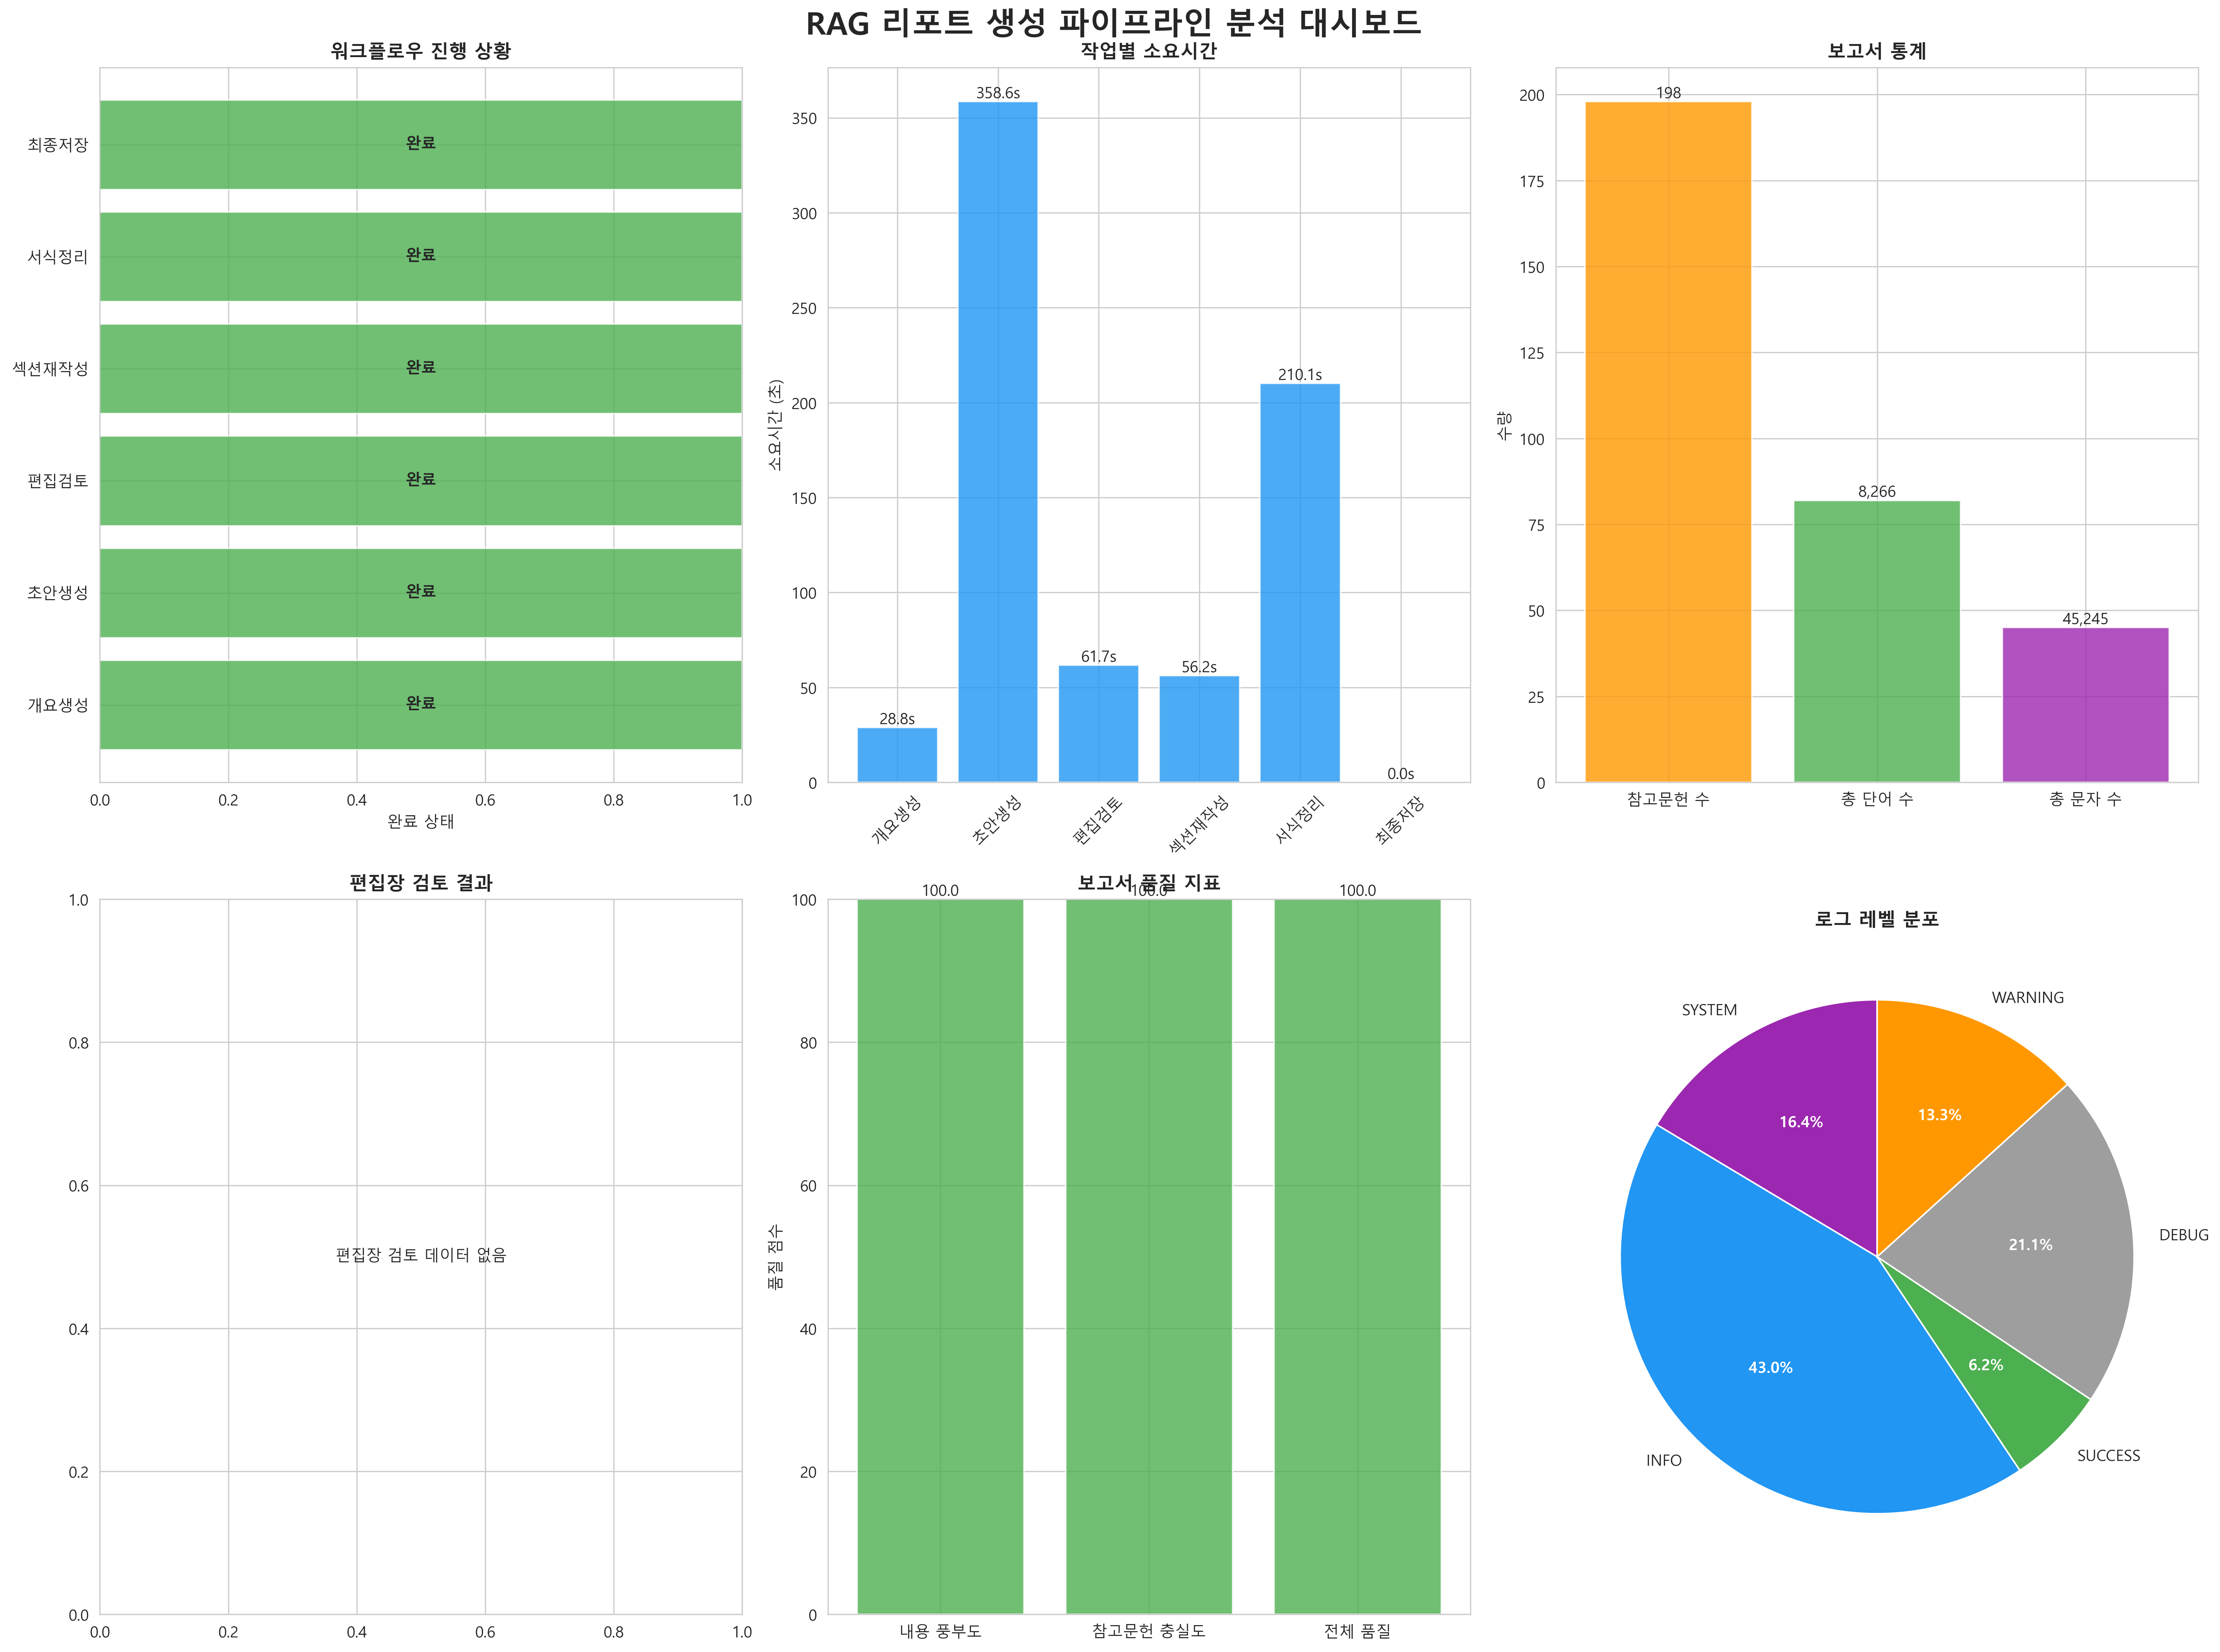 RAG 리포트 생성 파이프라인 분석 대시보드
워크플로우 진행 상황
최종저장
완료
서식정리
완료
섹션재작성
완료
편집검토
완료
초안생성
완료
개요생성
완료
0.0 0.2 0.4 0.6 0.8 1.0
완료 상태
작업별 소요시간
소요시간 (초)
350
300
250
200
150
100
50
0
28.8s
358.6s
61.7s
56.2s
210.1s
0.0s
개요생성
초안생성
편집검토
섹션재작성
서식정리
최종저장
보고서 통계
수량
200
175
150
125
100
75
50
25
0
198
8,266
45,245
참고문헌 수
총 단어 수
총 문자 수
편집장 검토 결과
1.0
0.8
0.6
0.4
0.2
0.0
편집장 검토 데이터 없음
0.0 0.2 0.4 0.6 0.8 1.0
보고서 품질 지표
품질 점수
100
80
60
40
20
0
100.0
100.0
100.0
내용 풍부도
참고문헌 충실도
전체 품질
로그 레벨 분포
SYSTEM
16.4%
WARNING
13.3%
DEBUG
21.1%
SUCCESS
6.2%
INFO
43.0%